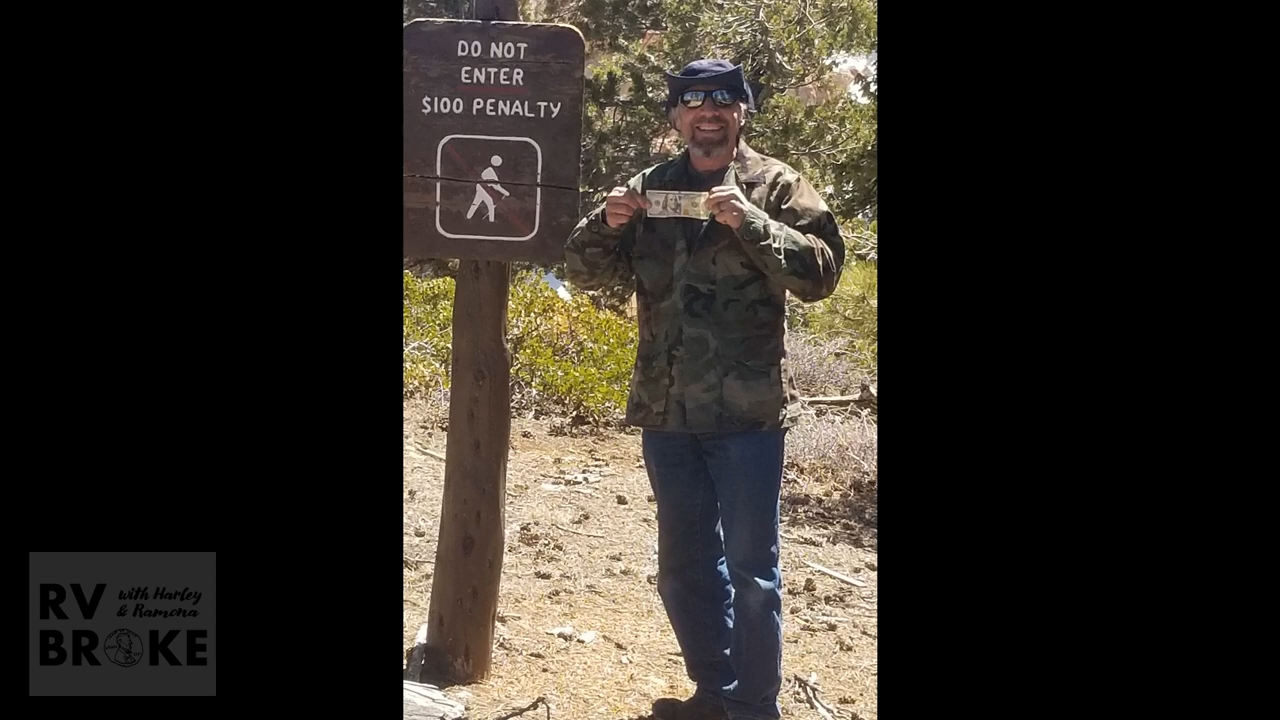 DO NOT
ENTER
$100 PENALTY
RV with Harley
& Ramona
BROKE